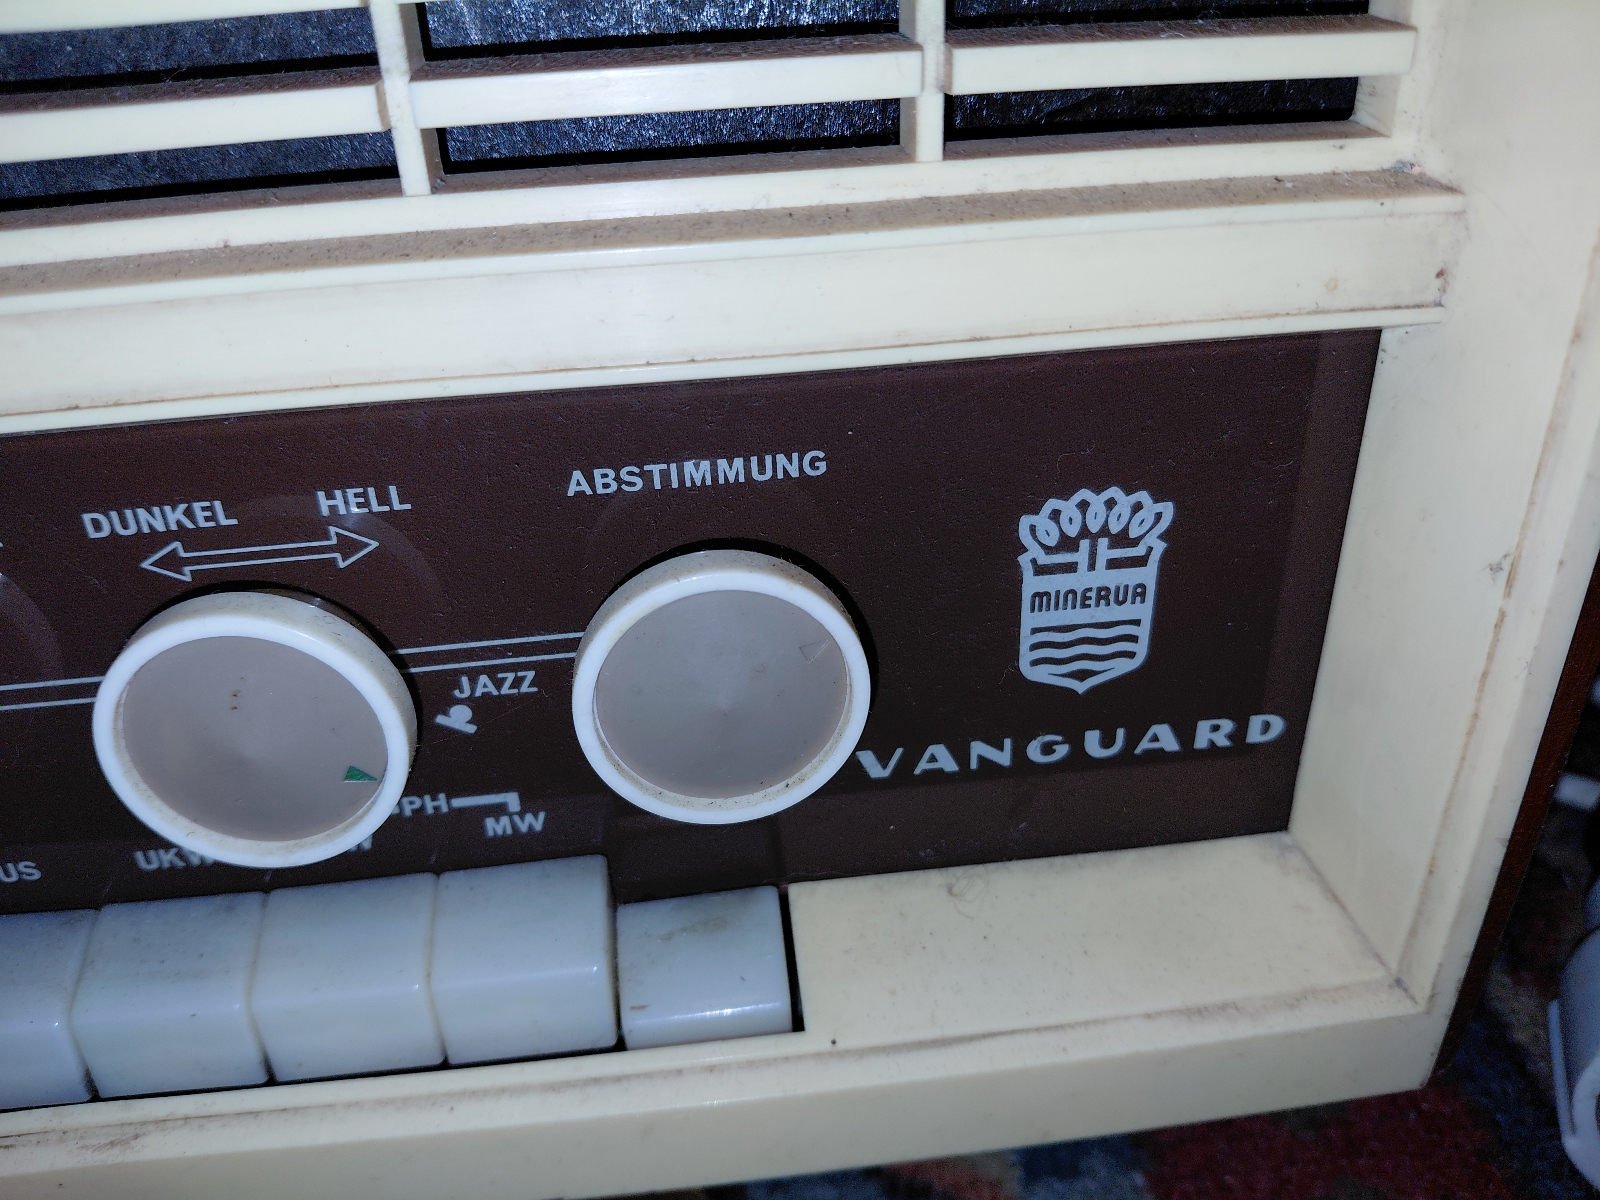 DUNKEL HELL
ABSTIMMUNG
MINERVA
JAZZ
VANGUARD
MW